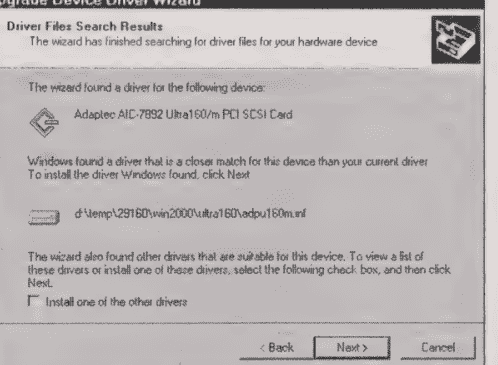 Upgrade Device Driver Wizard
Driver Files Search Results
The wizard has finished searching for driver files for your hardware device
The wizard found a driver for the following device:
Adaptec AIC-7892 Ultra160/m PCI SCSI Card
Windows found a driver that is a closer match for this device than your current driver
To install the driver Windows found, click Next
d:\temp\29160\win2000\ultra160\adpu160m.inf
The wizard also found other drivers that are suitable for this device. To view a list of
these drivers or install one of these drivers, select the following check box, and then click
Next.
Install one of the other drivers
< Back
Next >
Cancel